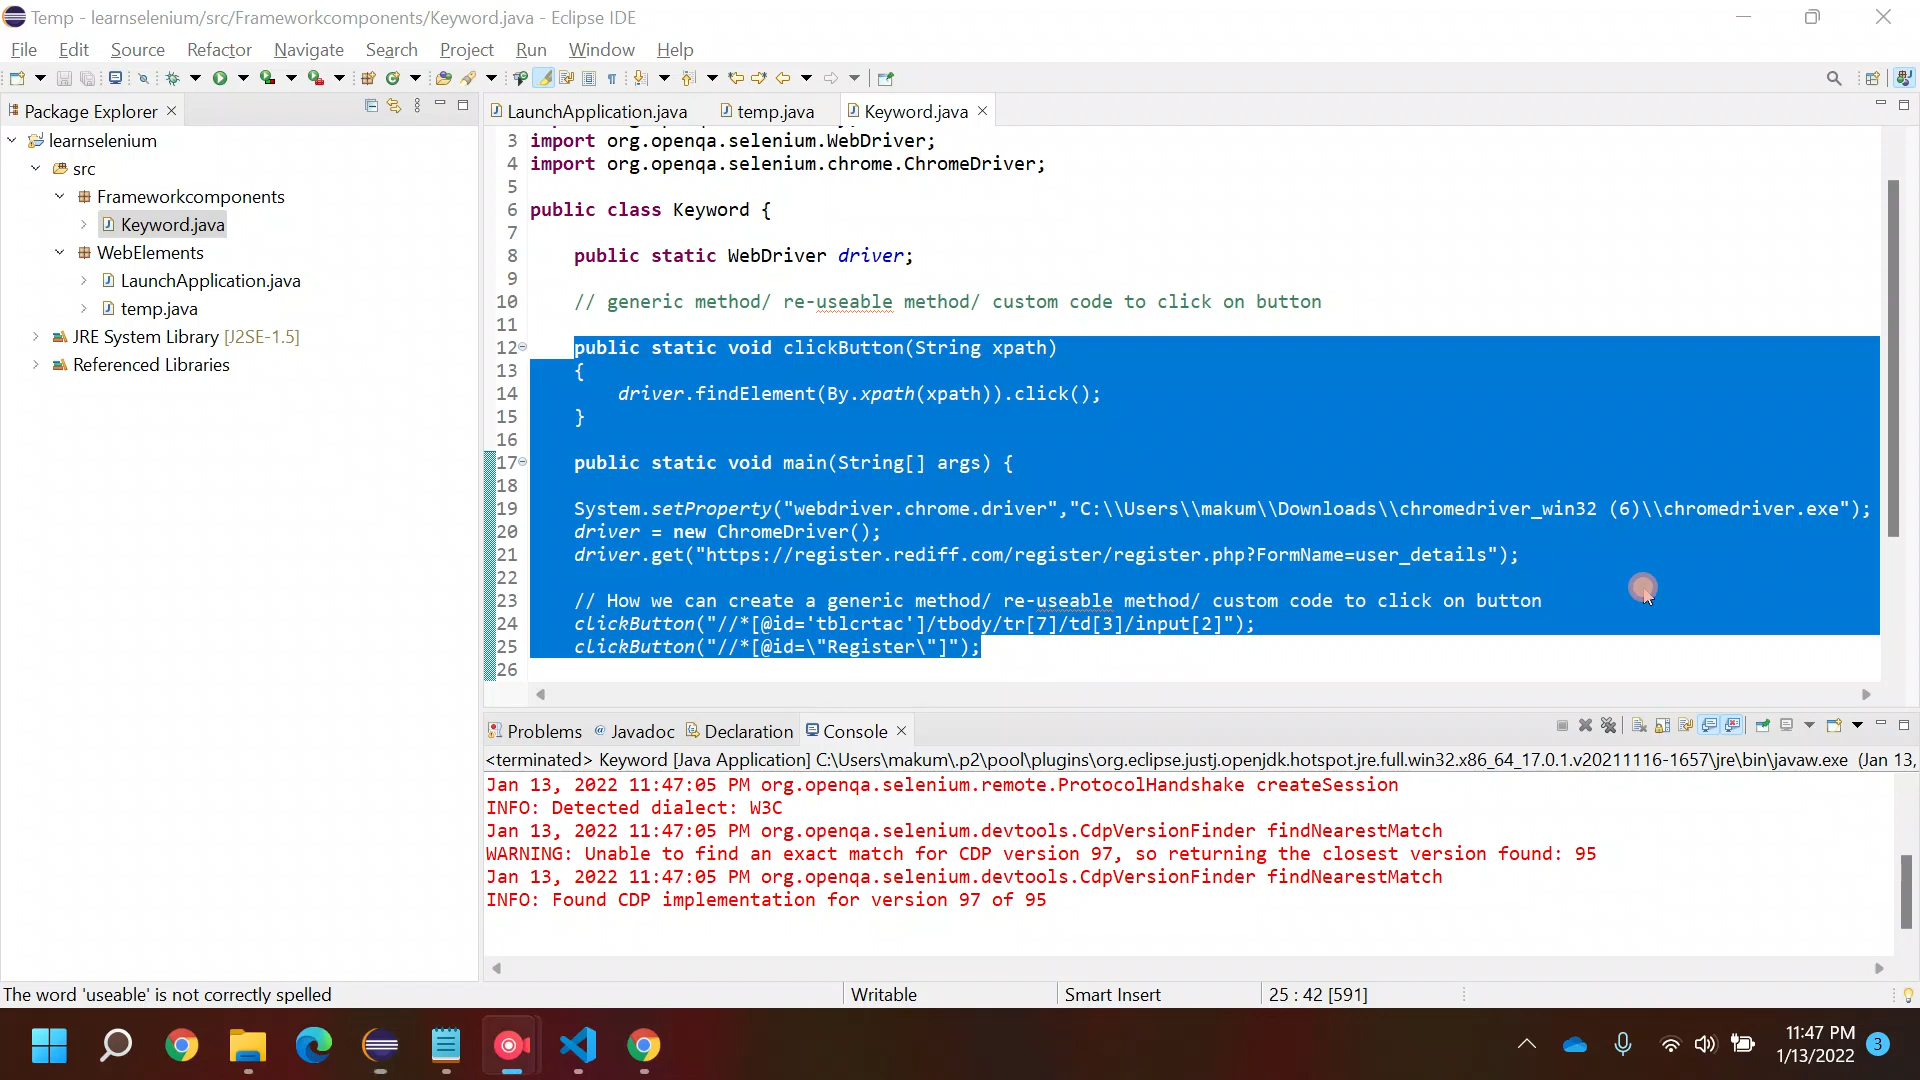 Temp - learnselenium/src/Frameworkcomponents/Keyword.java - Eclipse IDE
File Edit Source Refactor Navigate Search Project Run Window Help
Package Explorer
LaunchApplication.java temp.java Keyword.java
learnselenium
src
Frameworkcomponents
Keyword.java
WebElements
LaunchApplication.java
temp.java
JRE System Library [J2SE-1.5]
Referenced Libraries
3 import org.openqa.selenium.WebDriver;
4 import org.openqa.selenium.chrome.ChromeDriver;
5
6 public class Keyword {
7
8 public static WebDriver driver;
9
10 // generic method/ re-useable method/ custom code to click on button
11
12 public static void clickButton(String xpath)
13 {
14 driver.findElement(By.xpath(xpath)).click();
15 }
16
17 public static void main(String[] args) {
18
19 System.setProperty("webdriver.chrome.driver","C:\\Users\\makum\\Downloads\\chromedriver_win32 (6)\\chromedriver.exe");
20 driver = new ChromeDriver();
21 driver.get("https://register.rediff.com/register/register.php?FormName=user_details");
22
23 // How we can create a generic method/ re-useable method/ custom code to click on button
24 clickButton("//*[@id='tblcrtac']/tbody/tr[7]/td[3]/input[2]");
25 clickButton("//*[@id=\"Register\"]");
26
Problems Javadoc Declaration Console
<terminated> Keyword [Java Application] C:\Users\makum\.p2\pool\plugins\org.eclipse.justj.openjdk.hotspot.jre.full.win32.x86_64_17.0.1.v20211116-1657\jre\bin\javaw.exe (Jan 13,
Jan 13, 2022 11:47:05 PM org.openqa.selenium.remote.ProtocolHandshake createSession
INFO: Detected dialect: W3C
Jan 13, 2022 11:47:05 PM org.openqa.selenium.devtools.CdpVersionFinder findNearestMatch
WARNING: Unable to find an exact match for CDP version 97, so returning the closest version found: 95
Jan 13, 2022 11:47:05 PM org.openqa.selenium.devtools.CdpVersionFinder findNearestMatch
INFO: Found CDP implementation for version 97 of 95
The word 'useable' is not correctly spelled
Writable
Smart Insert
25 : 42 [591]
11:47 PM
1/13/2022
3